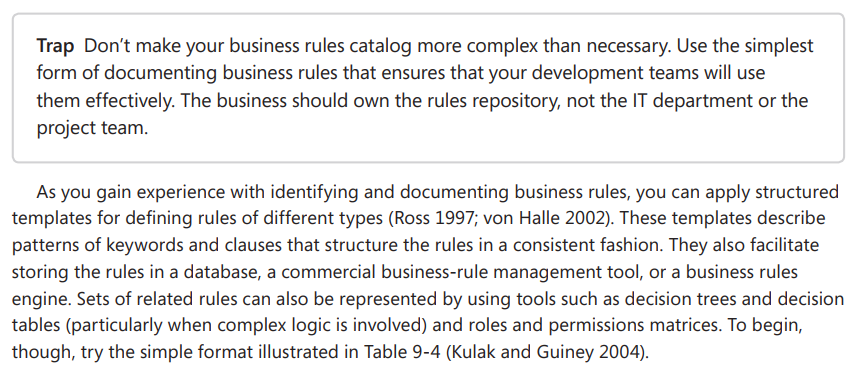 Trap Don’t make your business rules catalog more complex than necessary. Use the simplest
form of documenting business rules that ensures that your development teams will use
them effectively. The business should own the rules repository, not the IT department or the
project team.
As you gain experience with identifying and documenting business rules, you can apply structured
templates for defining rules of different types (Ross 1997; von Halle 2002). These templates describe
patterns of keywords and clauses that structure the rules in a consistent fashion. They also facilitate
storing the rules in a database, a commercial business-rule management tool, or a business rules
engine. Sets of related rules can also be represented by using tools such as decision trees and decision
tables (particularly when complex logic is involved) and roles and permissions matrices. To begin,
though, try the simple format illustrated in Table 9-4 (Kulak and Guiney 2004).